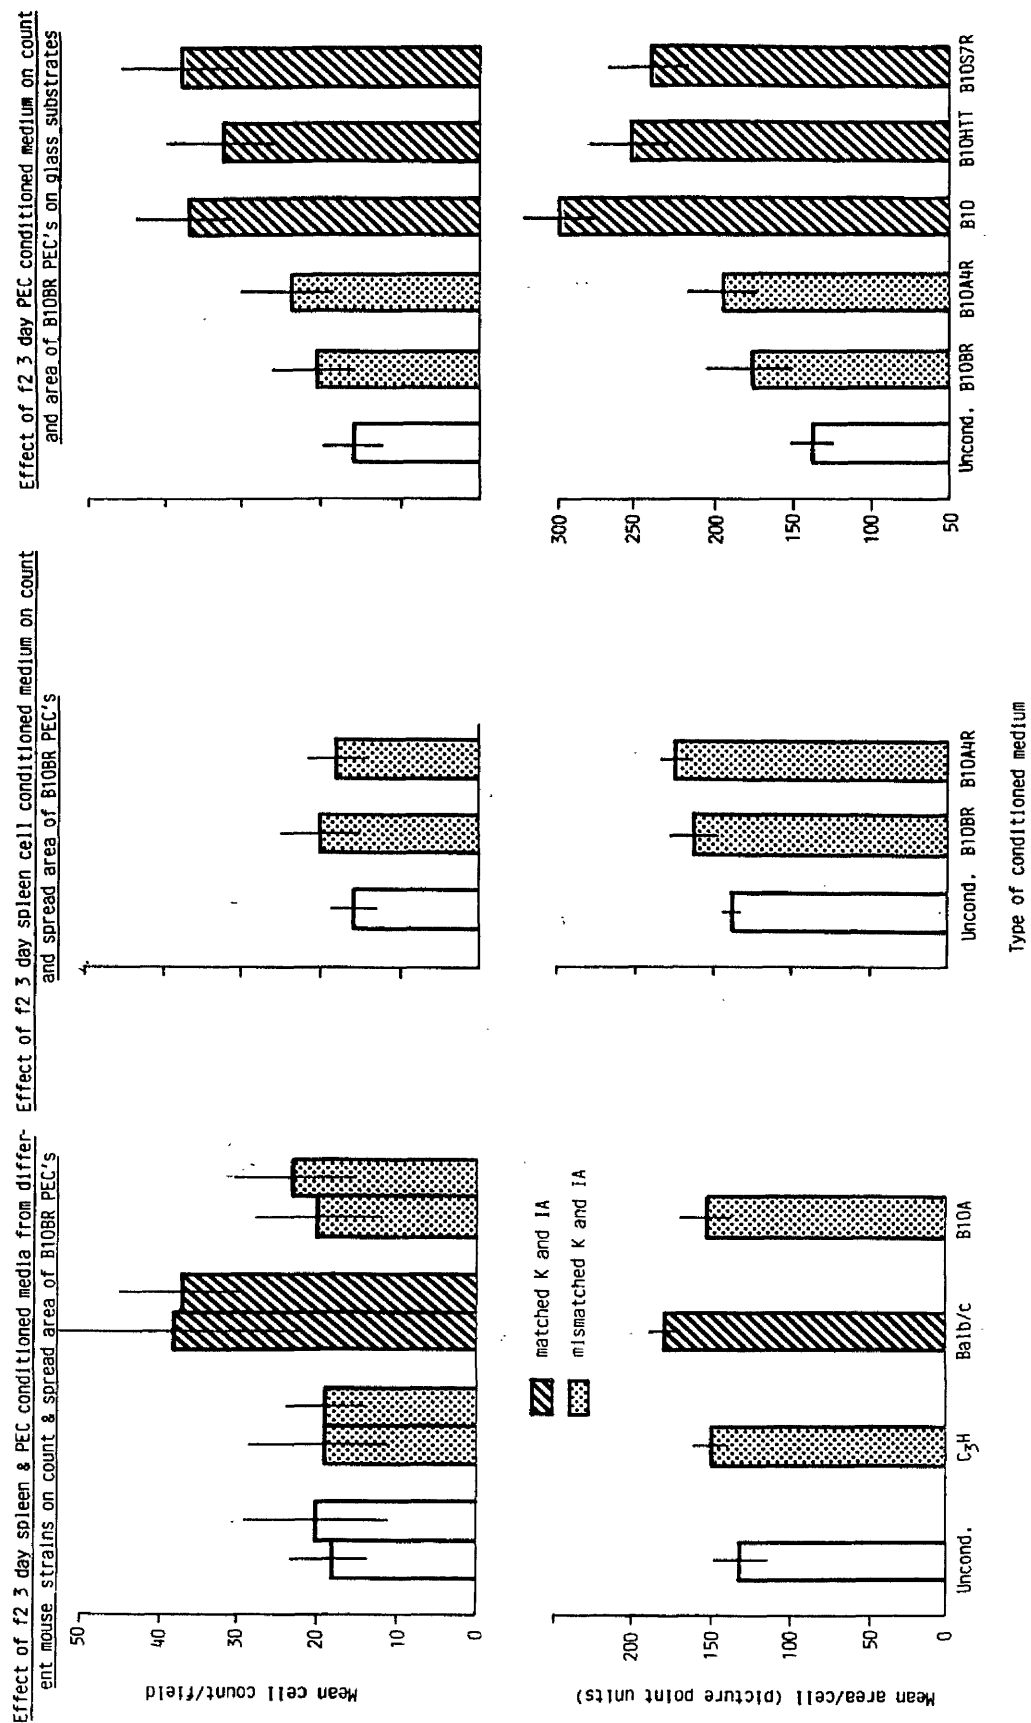 Effect of f2 3 day spleen & PEC conditioned media from differ-
ent mouse strains on count & spread area of B10BR PEC's
Effect of f2 3 day spleen cell conditioned medium on count
and spread area of B10BR PEC's
Effect of f2 3 day PEC conditioned medium on count
and area of B10BR PEC's on glass substrates
Mean cell count/field
50
40
30
20
10
0
Mean area/cell (picture point units)
200
150
100
50
0
matched K and IA
mismatched K and IA
Uncond.
C3H
Balb/c
B10A
Uncond.
B10BR
B10A4R
300
250
200
150
100
50
Uncond.
B10BR
B10A4R
B10
B10HTT
B10S7R
Type of conditioned medium